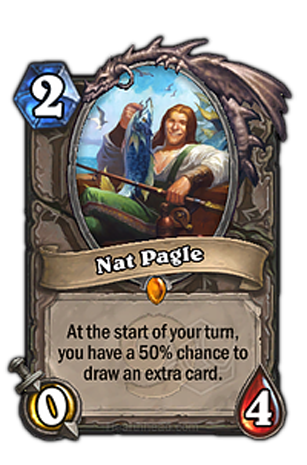 2
Nat Pagle
At the start of your turn,
you have a 50% chance to
draw an extra card.
0
4